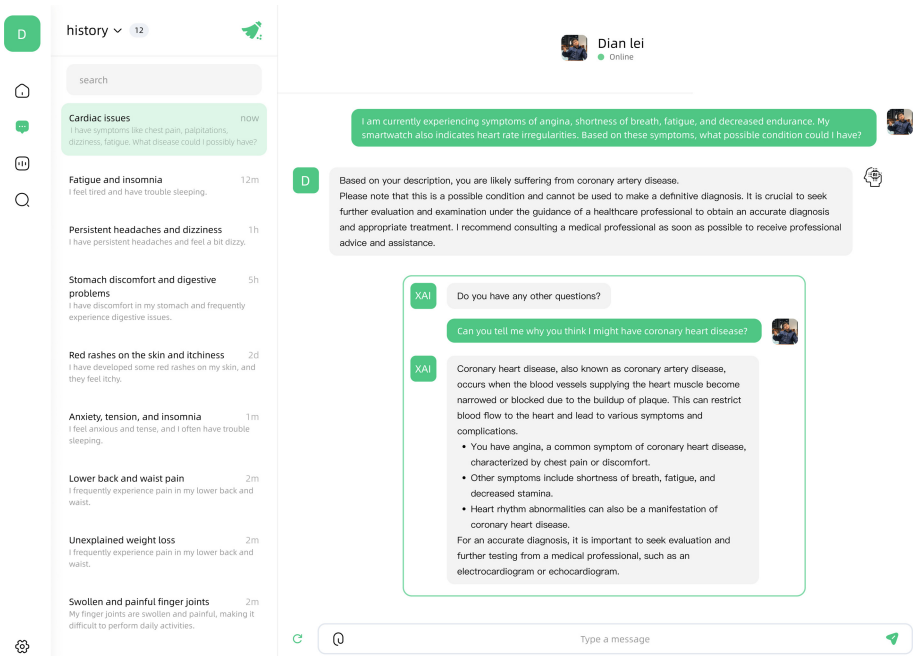 D
history 12
search
Cardiac issues now
I have symptoms like chest pain, palpitations,
dizziness, fatigue. What disease could I possibly have?
Fatigue and insomnia 12m
I feel tired and have trouble sleeping.
Persistent headaches and dizziness 1h
I have persistent headaches and feel a bit dizzy.
Stomach discomfort and digestive 5h
problems
I have discomfort in my stomach and frequently
experience digestive issues.
Red rashes on the skin and itchiness 2d
I have developed some red rashes on my skin, and
they feel itchy.
Anxiety, tension, and insomnia 1m
I feel anxious and tense, and I often have trouble
sleeping.
Lower back and waist pain 2m
I frequently experience pain in my lower back and
waist.
Unexplained weight loss 2m
I frequently experience pain in my lower back and
waist.
Swollen and painful finger joints 2m
My finger joints are swollen and painful, making it
difficult to perform daily activities.
Dian lei
Online
I am currently experiencing symptoms of angina, shortness of breath, fatigue, and decreased endurance. My
smartwatch also indicates heart rate irregularities. Based on these symptoms, what possible condition could I have?
D
Based on your description, you are likely suffering from coronary artery disease.
Please note that this is a possible condition and cannot be used to make a definitive diagnosis. It is crucial to seek
further evaluation and examination under the guidance of a healthcare professional to obtain an accurate diagnosis
and appropriate treatment. I recommend consulting a medical professional as soon as possible to receive professional
advice and assistance.
XAI
Do you have any other questions?
Can you tell me why you think I might have coronary heart disease?
XAI
Coronary heart disease, also known as coronary artery disease,
occurs when the blood vessels supplying the heart muscle become
narrowed or blocked due to the buildup of plaque. This can restrict
blood flow to the heart and lead to various symptoms and
complications.
• You have angina, a common symptom of coronary heart disease,
characterized by chest pain or discomfort.
• Other symptoms include shortness of breath, fatigue, and
decreased stamina.
• Heart rhythm abnormalities can also be a manifestation of
coronary heart disease.
For an accurate diagnosis, it is important to seek evaluation and
further testing from a medical professional, such as an
electrocardiogram or echocardiogram.
Type a message